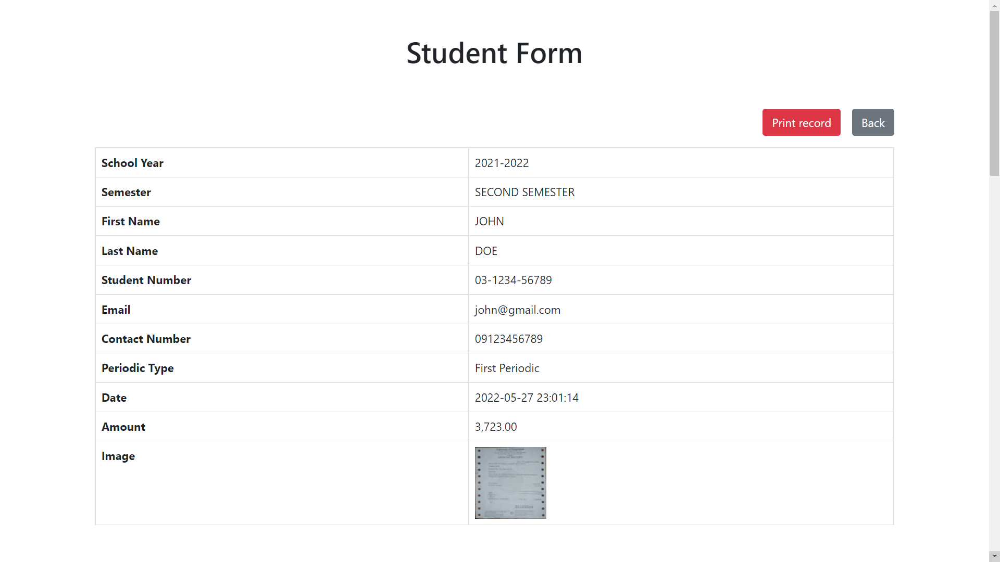 Student Form
Print record
Back
School Year 2021-2022
Semester SECOND SEMESTER
First Name JOHN
Last Name DOE
Student Number 03-1234-56789
Email john@gmail.com
Contact Number 09123456789
Periodic Type First Periodic
Date 2022-05-27 23:01:14
Amount 3,723.00
Image